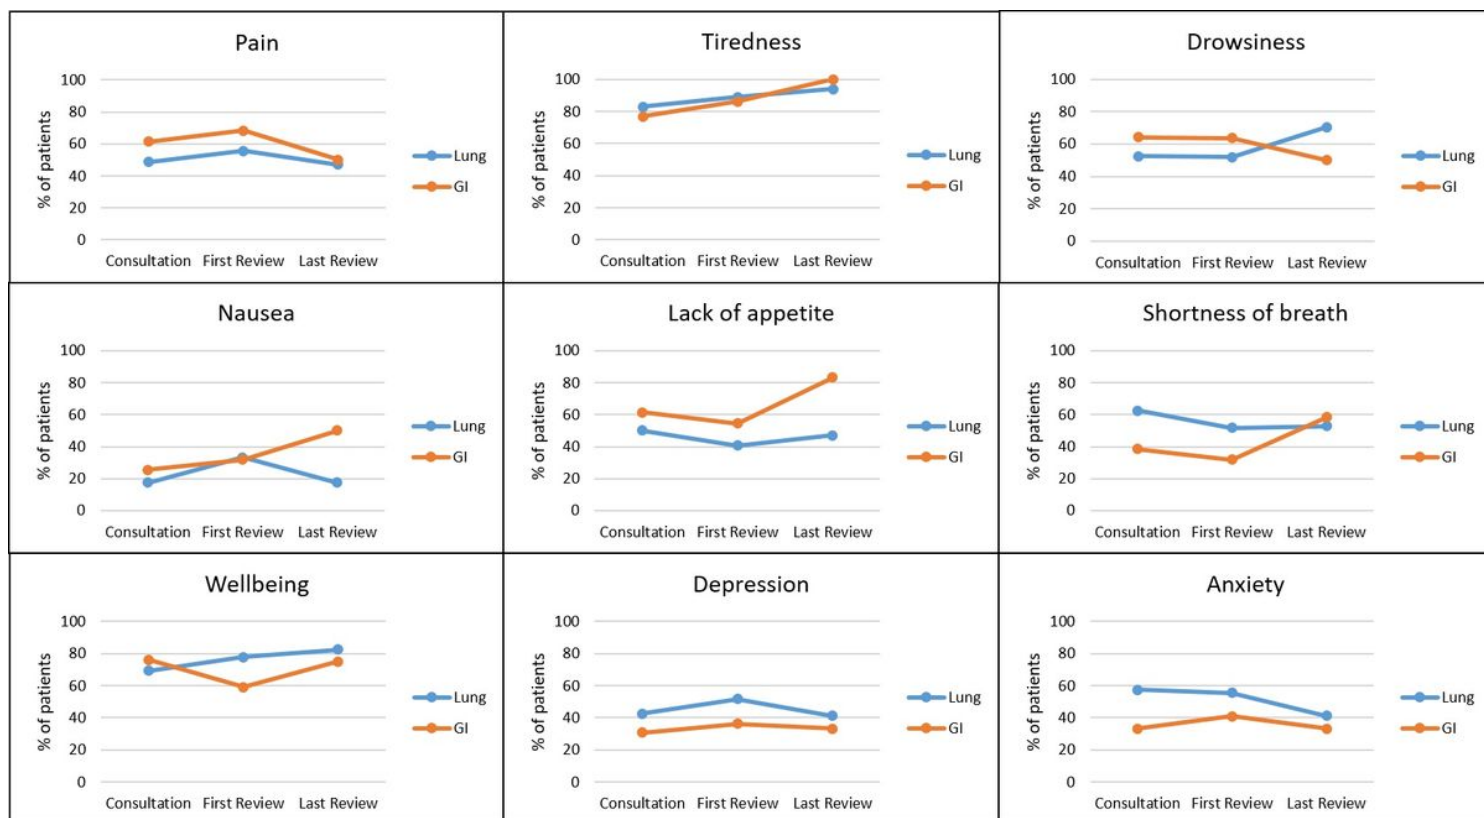 Pain
100
80
60
40
20
0
% of patients
Consultation First Review Last Review
Lung
GI
Tiredness
100
80
60
40
20
0
% of patients
Consultation First Review Last Review
Lung
GI
Drowsiness
100
80
60
40
20
0
% of patients
Consultation First Review Last Review
Lung
GI
Nausea
100
80
60
40
20
0
% of patients
Consultation First Review Last Review
Lung
GI
Lack of appetite
100
80
60
40
20
0
% of patients
Consultation First Review Last Review
Lung
GI
Shortness of breath
100
80
60
40
20
0
% of patients
Consultation First Review Last Review
Lung
GI
Wellbeing
100
80
60
40
20
0
% of patients
Consultation First Review Last Review
Lung
GI
Depression
100
80
60
40
20
0
% of patients
Consultation First Review Last Review
Lung
GI
Anxiety
100
80
60
40
20
0
% of patients
Consultation First Review Last Review
Lung
GI